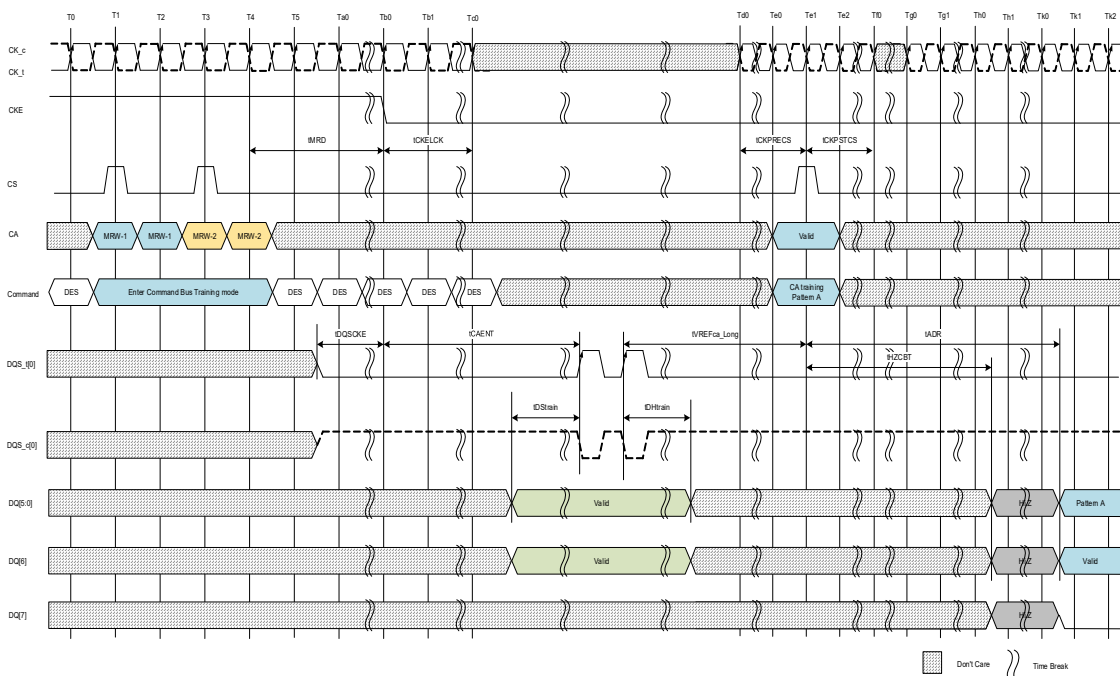 T0 T1 T2 T3 T4 T5 Ta0 Tb0 Tb1 Tc0 Td0 Te0 Te1 Te2 Tf0 Tg0 Tg1 Th0 Th1 Tk0 Tk1 Tk2
CK_c
CK_t
CKE
tMRD tCKELCK tCKPRECS tCKPSTCS
CS
CA MRW-1 MRW-1 MRW-2 MRW-2 Valid
Command DES Enter Command Bus Training mode DES DES DES DES DES CA training Pattern A
tDQSCKE tCAENT tVREFca_Long tADR
tHZCBT
DQS_t[0]
tDStrain tDHtrain
DQS_c[0]
DQ[5:0] Valid Pattern A
DQ[6] Valid Valid
DQ[7]
Don't Care Time Break